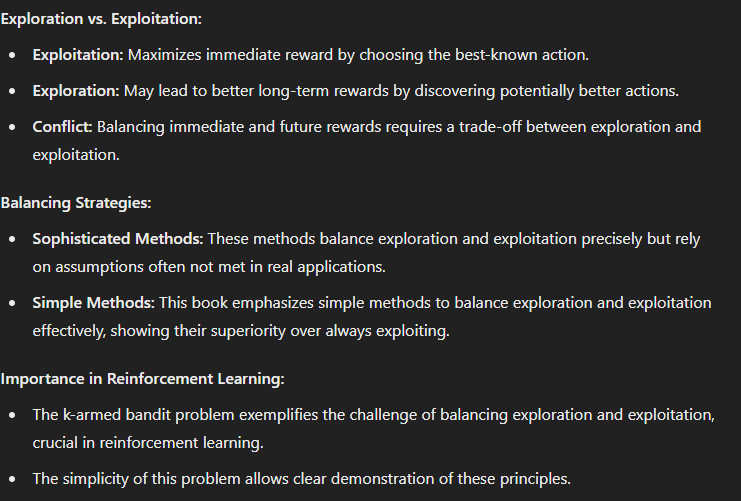 Exploration vs. Exploitation:
• Exploitation: Maximizes immediate reward by choosing the best-known action.
• Exploration: May lead to better long-term rewards by discovering potentially better actions.
• Conflict: Balancing immediate and future rewards requires a trade-off between exploration and
exploitation.
Balancing Strategies:
• Sophisticated Methods: These methods balance exploration and exploitation precisely but rely
on assumptions often not met in real applications.
• Simple Methods: This book emphasizes simple methods to balance exploration and exploitation
effectively, showing their superiority over always exploiting.
Importance in Reinforcement Learning:
• The k-armed bandit problem exemplifies the challenge of balancing exploration and exploitation,
crucial in reinforcement learning.
• The simplicity of this problem allows clear demonstration of these principles.